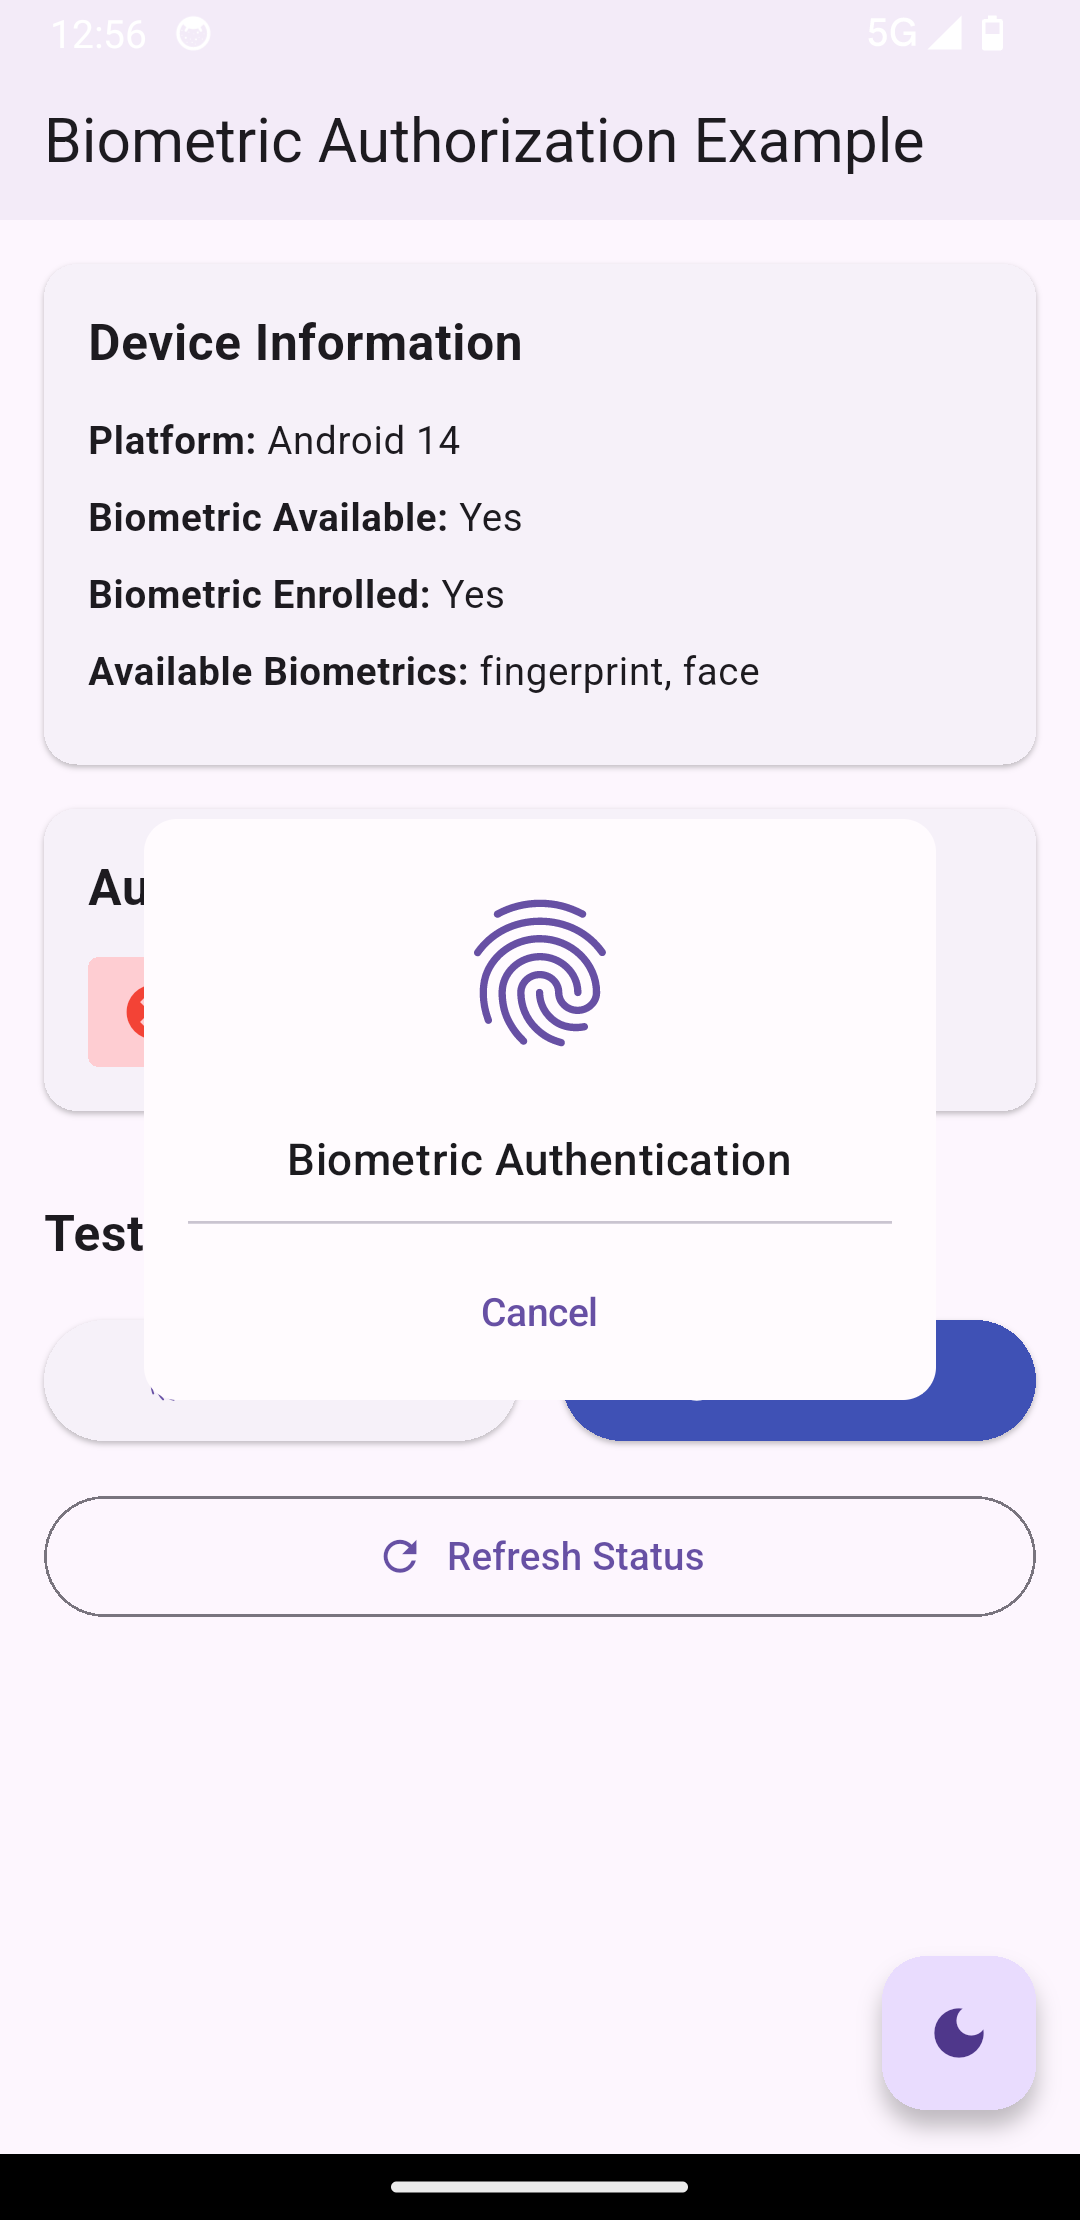 12:56 5G
Biometric Authorization Example
Device Information
Platform: Android 14
Biometric Available: Yes
Biometric Enrolled: Yes
Available Biometrics: fingerprint, face
Au
Biometric Authentication
Test
Cancel
Refresh Status